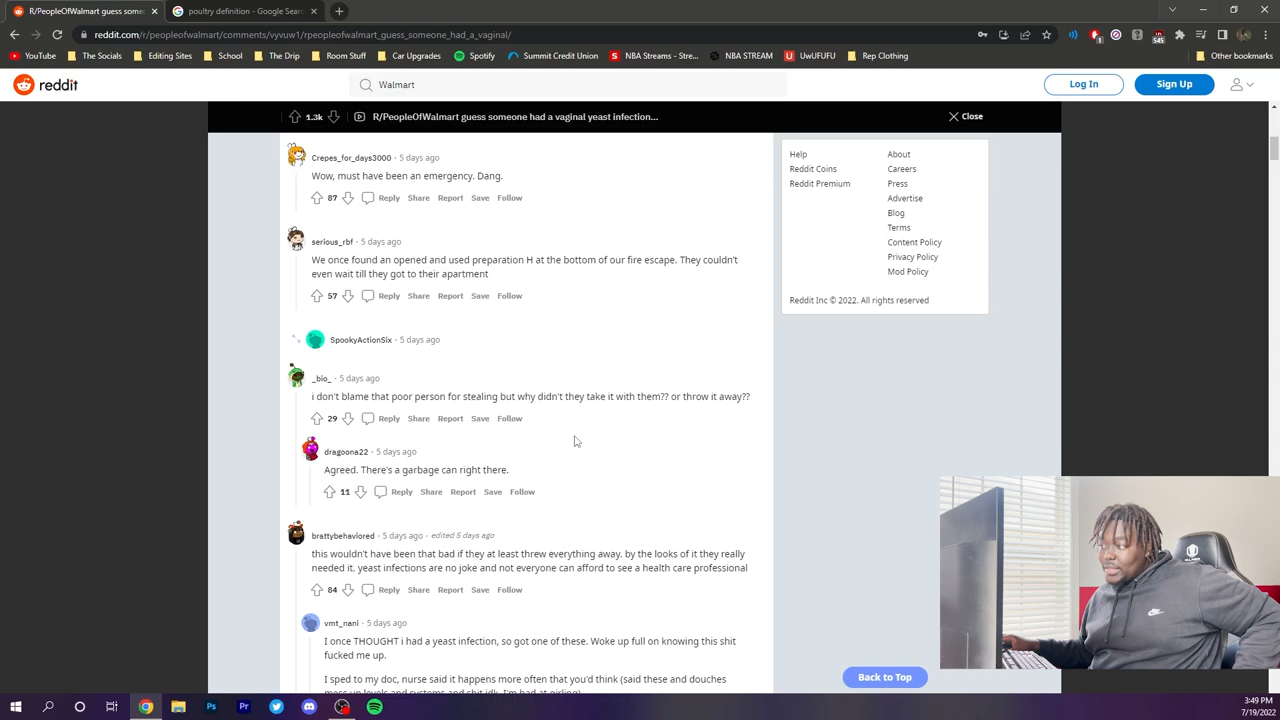 R/PeopleOfWalmart guess some
poultry definition - Google Sear
reddit.com/r/peopleofwalmart/comments/vyvuw1/rpeopleofwalmart_guess_someone_had_a_vaginal/
YouTube The Socials Editing Sites School The Drip Room Stuff Car Upgrades Spotify Summit Credit Union NBA Streams - Stre... NBA STREAM UwUFUFU Rep Clothing Other bookmarks
reddit Walmart Log In Sign Up
1.3k R/PeopleOfWalmart guess someone had a vaginal yeast infection... Close
Crepes_for_days3000 · 5 days ago
Wow, must have been an emergency. Dang.
87 Reply Share Report Save Follow
serious_rbf · 5 days ago
We once found an opened and used preparation H at the bottom of our fire escape. They couldn't
even wait till they got to their apartment
57 Reply Share Report Save Follow
SpookyActionSix · 5 days ago
_bio_ · 5 days ago
i don't blame that poor person for stealing but why didn't they take it with them?? or throw it away??
29 Reply Share Report Save Follow
dragoona22 · 5 days ago
Agreed. There's a garbage can right there.
11 Reply Share Report Save Follow
brattybehaviored · 5 days ago · edited 5 days ago
this wouldn't have been that bad if they at least threw everything away. by the looks of it they really
needed it. yeast infections are no joke and not everyone can afford to see a health care professional
84 Reply Share Report Save Follow
vmt_nani · 5 days ago
I once THOUGHT i had a yeast infection, so got one of these. Woke up full on knowing this shit
fucked me up.
I sped to my doc, nurse said it happens more often that you'd think (said these and douches
mess up levels and systems and shit idk. I'm bad at girling)
Help About
Reddit Coins Careers
Reddit Premium Press
Advertise
Blog
Terms
Content Policy
Privacy Policy
Mod Policy
Reddit Inc © 2022. All rights reserved
Back to Top
3:49 PM
7/19/2022